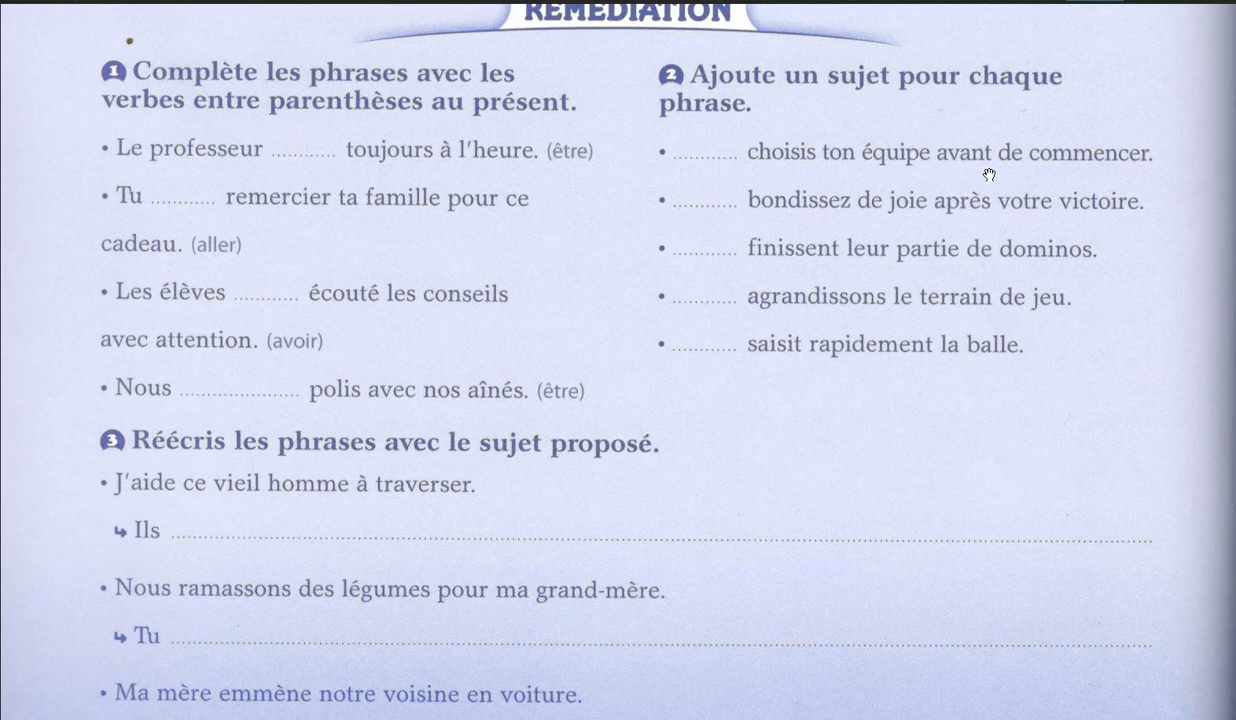 REMÉDIATION
1 Complète les phrases avec les
verbes entre parenthèses au présent.
• Le professeur ............ toujours à l'heure. (être)
• Tu ............ remercier ta famille pour ce
cadeau. (aller)
• Les élèves ............ écouté les conseils
avec attention. (avoir)
• Nous ...................... polis avec nos aînés. (être)
2 Ajoute un sujet pour chaque
phrase.
• ............ choisis ton équipe avant de commencer.
• ............ bondissez de joie après votre victoire.
• ............ finissent leur partie de dominos.
• ............ agrandissons le terrain de jeu.
• ............ saisit rapidement la balle.
3 Réécris les phrases avec le sujet proposé.
• J'aide ce vieil homme à traverser.
↳ Ils ............
• Nous ramassons des légumes pour ma grand-mère.
↳ Tu ............
• Ma mère emmène notre voisine en voiture.